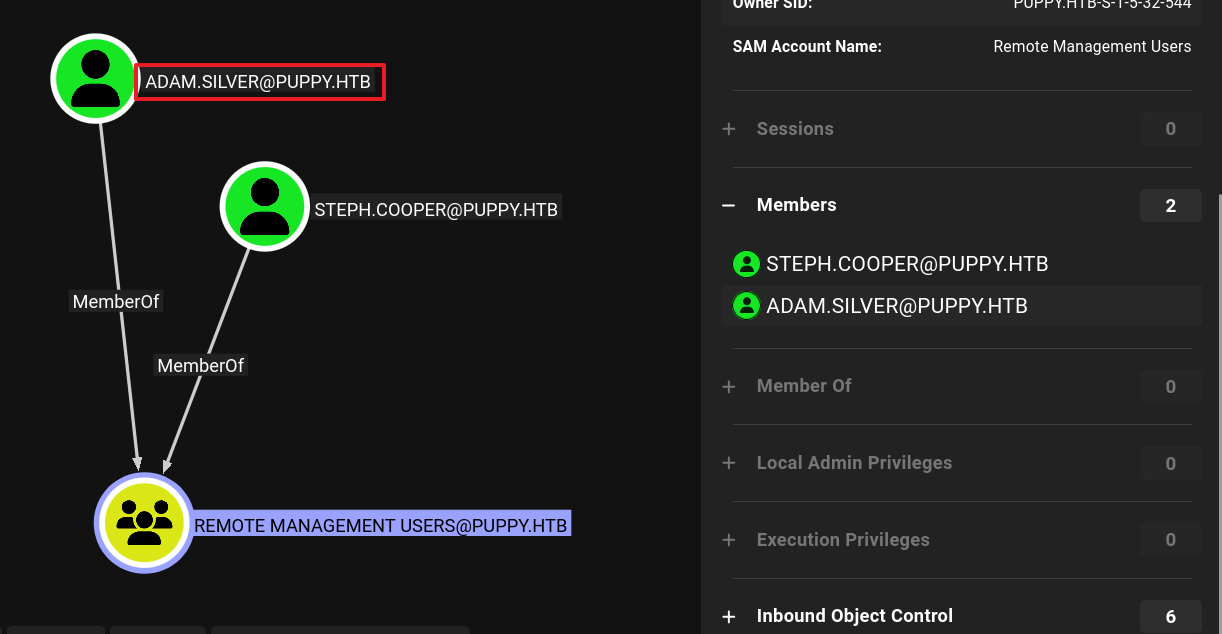 ADAM.SILVER@PUPPY.HTB
STEPH.COOPER@PUPPY.HTB
MemberOf
MemberOf
REMOTE MANAGEMENT USERS@PUPPY.HTB
Owner SID: PUPPY.HTB-S-1-5-32-544
SAM Account Name: Remote Management Users
+ Sessions 0
− Members 2
STEPH.COOPER@PUPPY.HTB
ADAM.SILVER@PUPPY.HTB
+ Member Of 0
+ Local Admin Privileges 0
+ Execution Privileges 0
+ Inbound Object Control 6